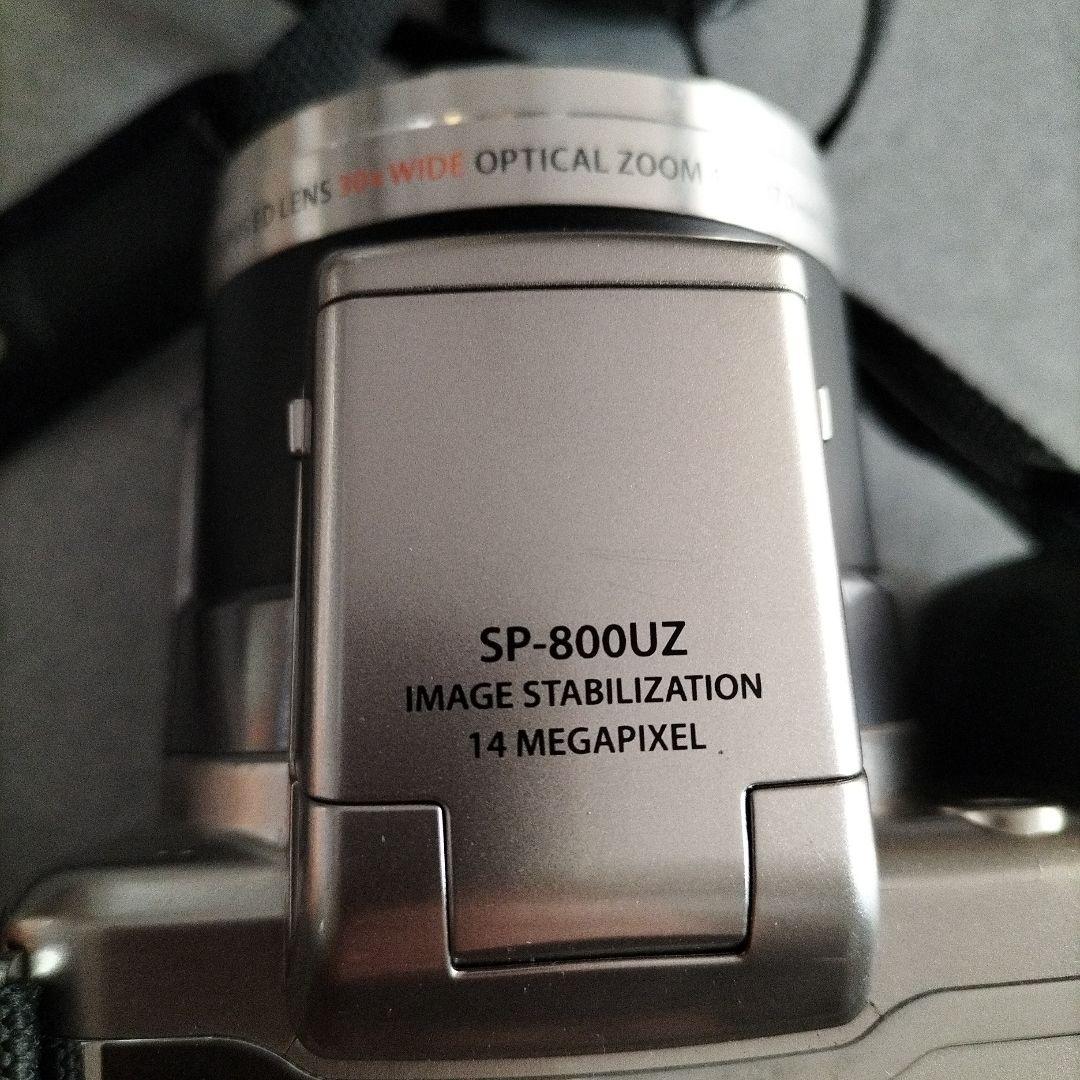 ED LENS 30x WIDE OPTICAL ZOOM
SP-800UZ
IMAGE STABILIZATION
14 MEGAPIXEL